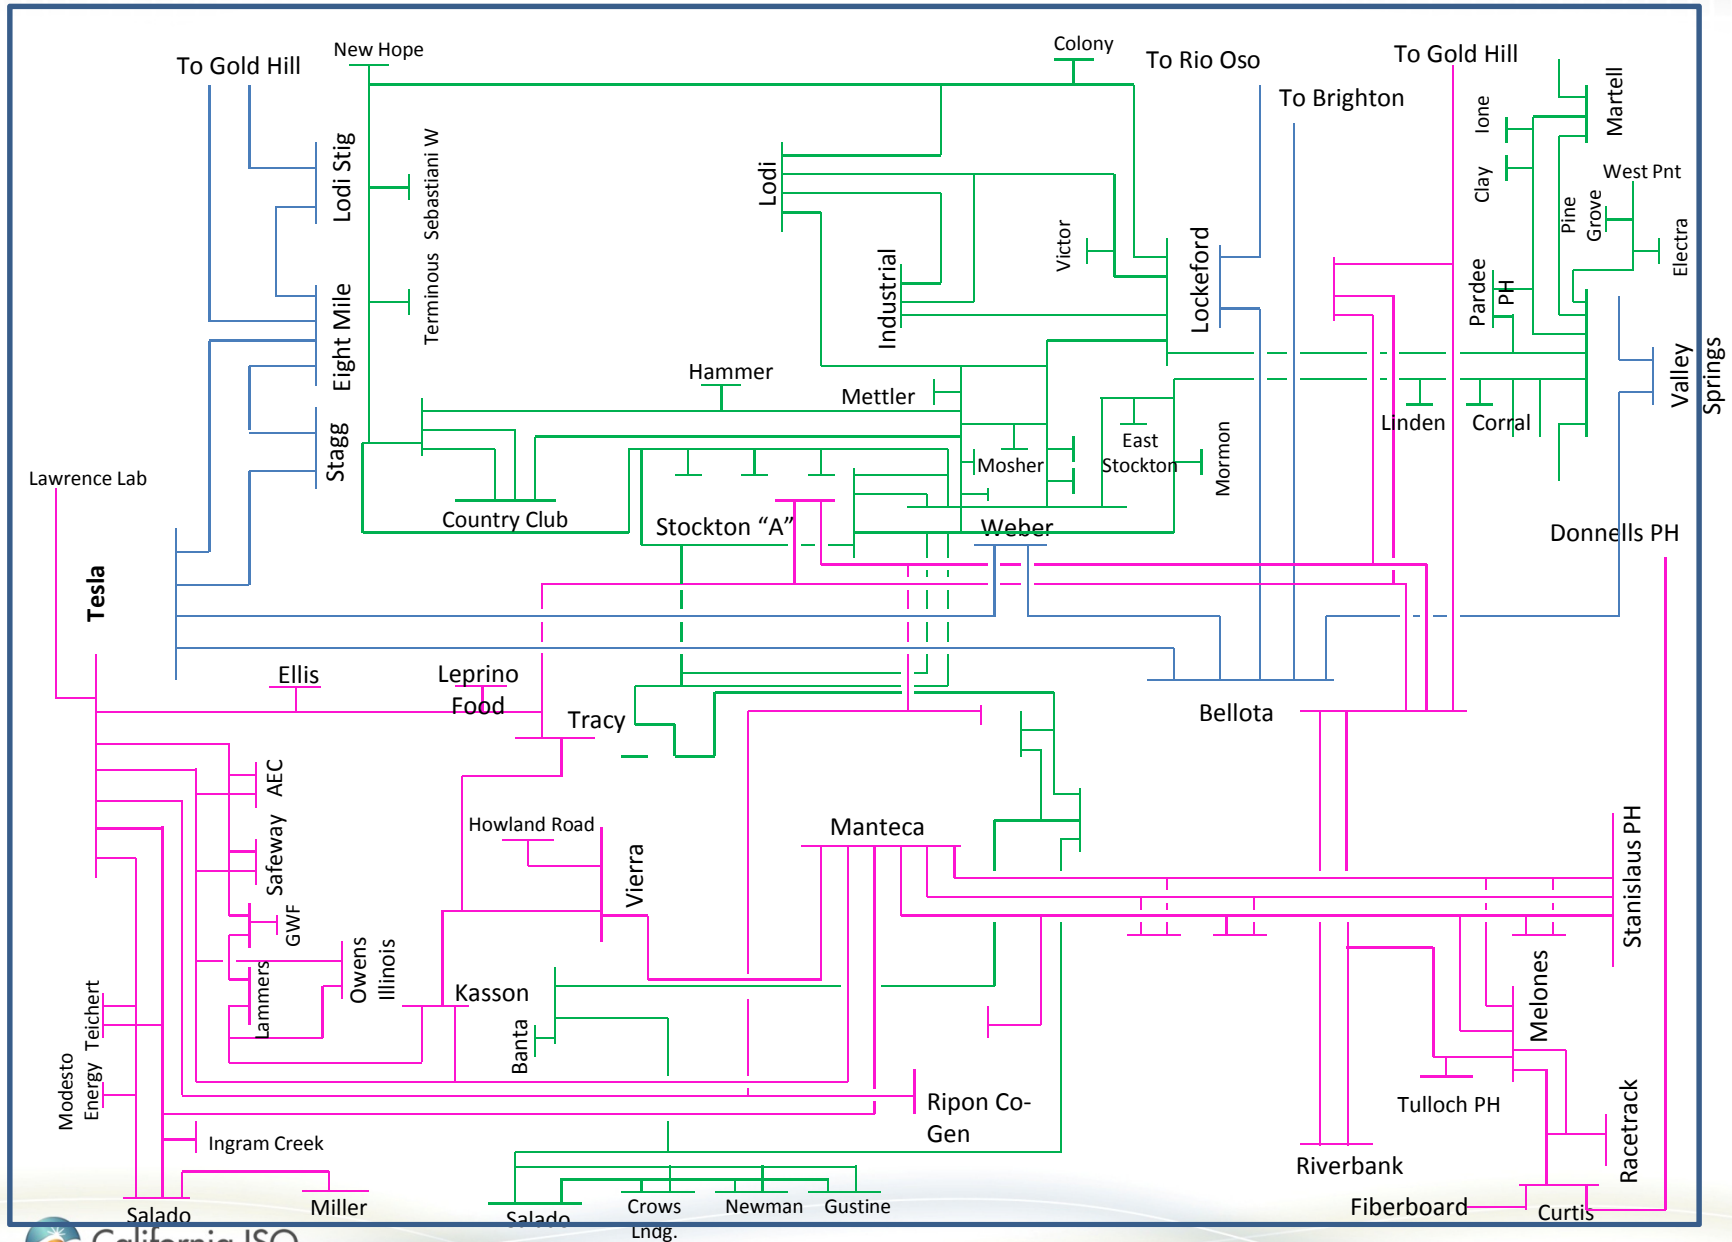 New Hope
Colony
To Gold Hill
To Rio Oso
To Gold Hill
To Brighton
Lodi Stig
Sebastiani W
Lodi
Ione
Martell
Clay
West Pnt
Pine
Grove
Electra
Terminous
Eight Mile
Industrial
Victor
Lockeford
Pardee
PH
Valley
Springs
Hammer
Mettler
Stagg
Linden
Corral
East
Stockton
Mosher
Mormon
Lawrence Lab
Country Club
Stockton “A”
Weber
Donnells PH
Tesla
Ellis
Leprino
Food
Tracy
Bellota
AEC
Safeway
Howland Road
Vierra
Manteca
Stanislaus PH
GWF
Owens
Illinois
Lammers
Kasson
Banta
Melones
Teichert
Modesto
Energy
Ripon Co-
Gen
Tulloch PH
Racetrack
Ingram Creek
Riverbank
Salado
Miller
Salado
Crows
Lndg.
Newman
Gustine
Fiberboard
Curtis
California ISO